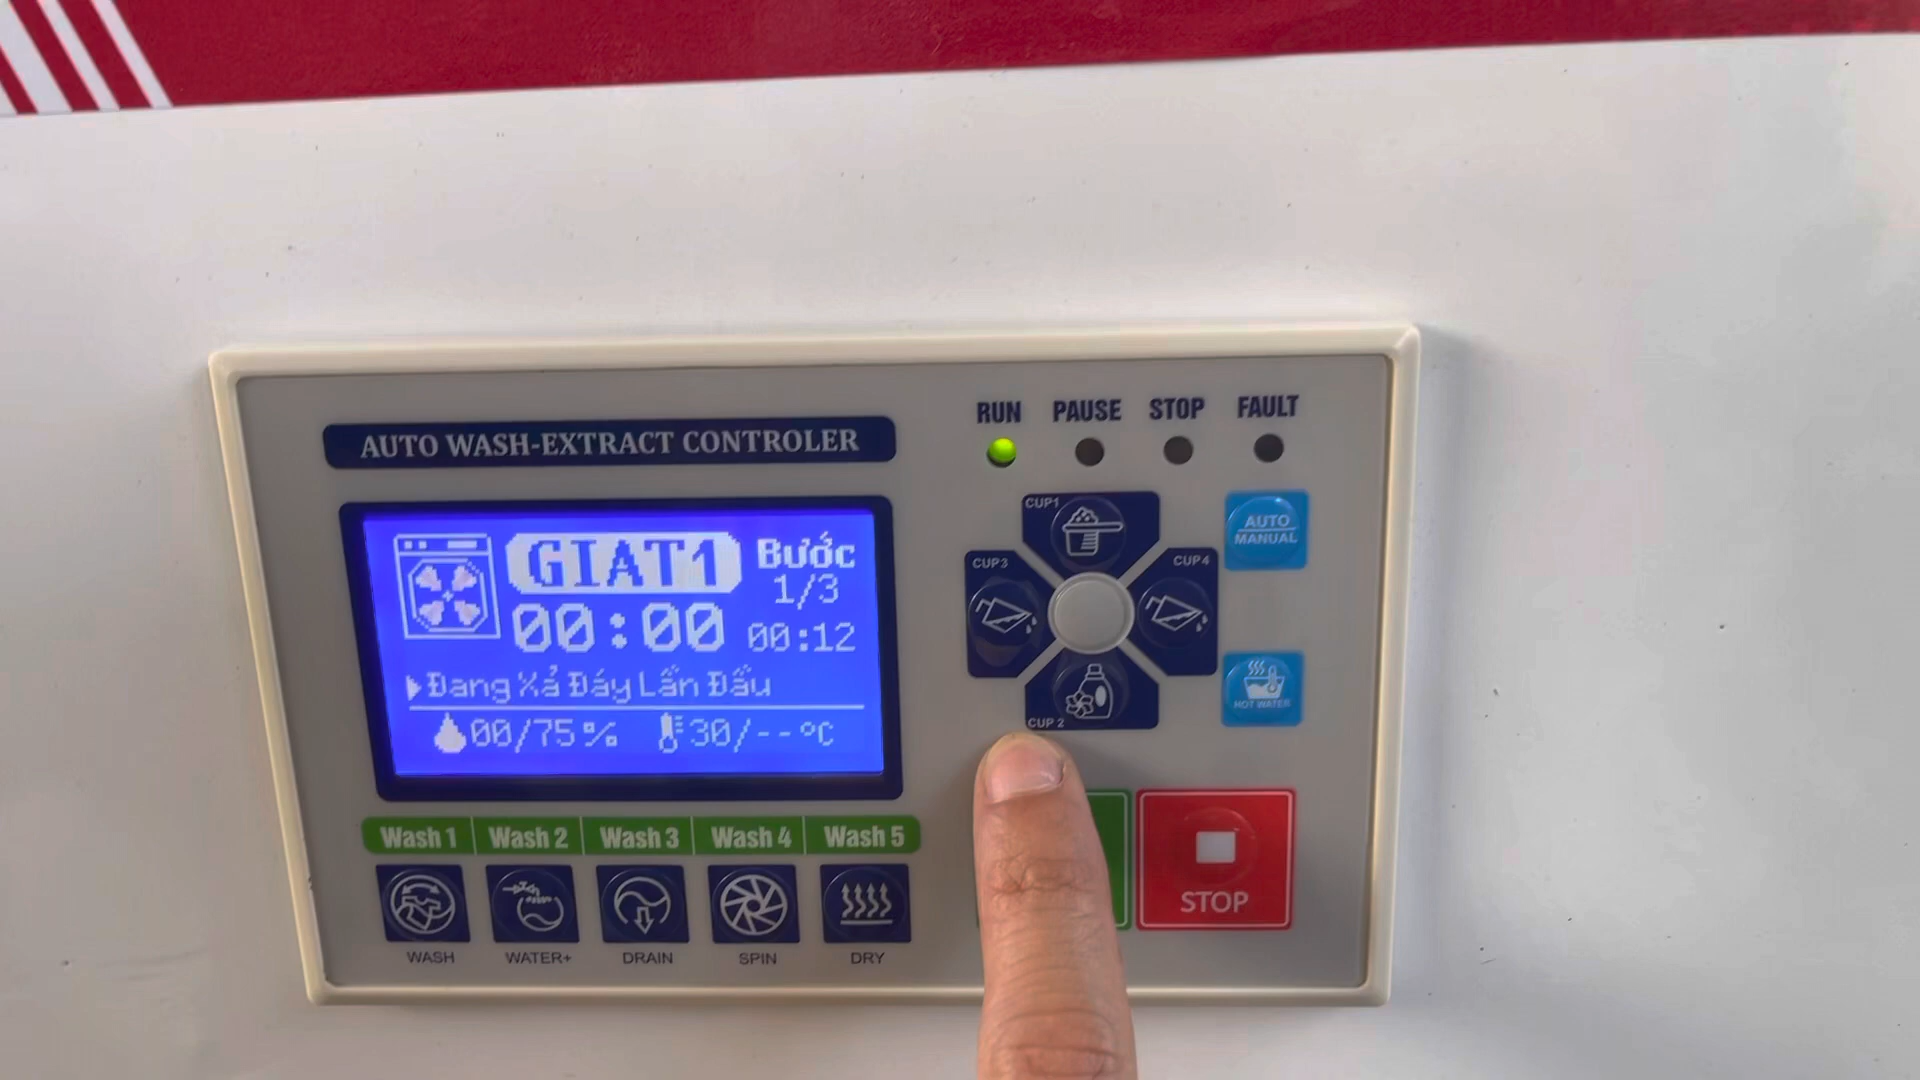 AUTO WASH-EXTRACT CONTROLER
RUN PAUSE STOP FAULT
GIAT1
Bước
1/3
00:00
00:12
Đang Xả Đáy Lần Đầu
00/75% 30/--°C
CUP1
CUP3
CUP4
CUP 2
AUTO
MANUAL
HOT WATER
STOP
Wash 1 Wash 2 Wash 3 Wash 4 Wash 5
WASH WATER+ DRAIN SPIN DRY